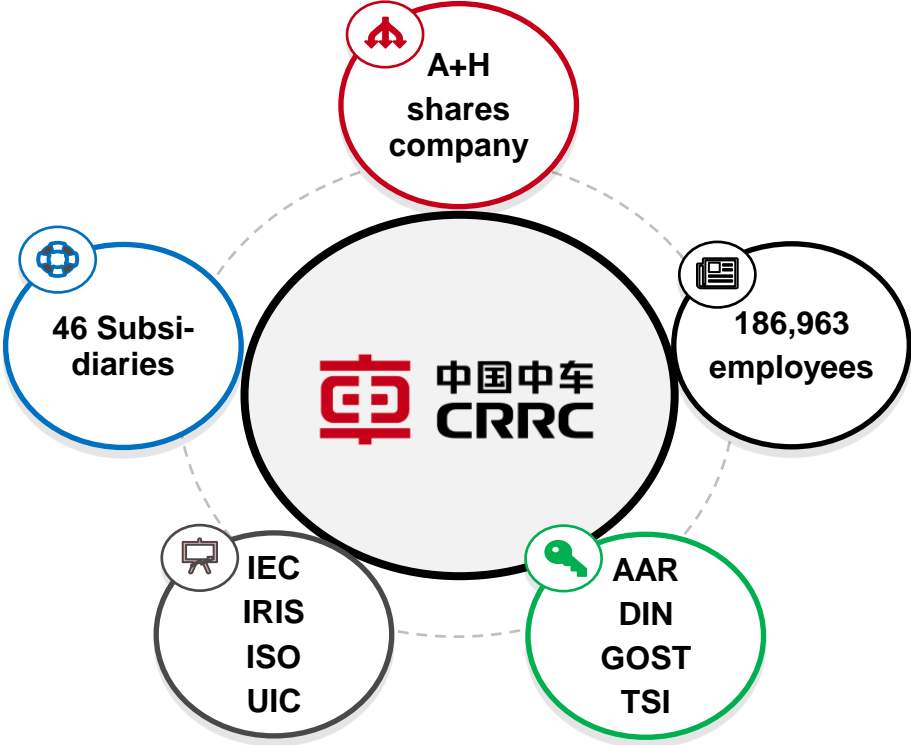 A+H
shares
company
46 Subsi-
diaries
186,963
employees
中国中车
CRRC
IEC
IRIS
ISO
UIC
AAR
DIN
GOST
TSI